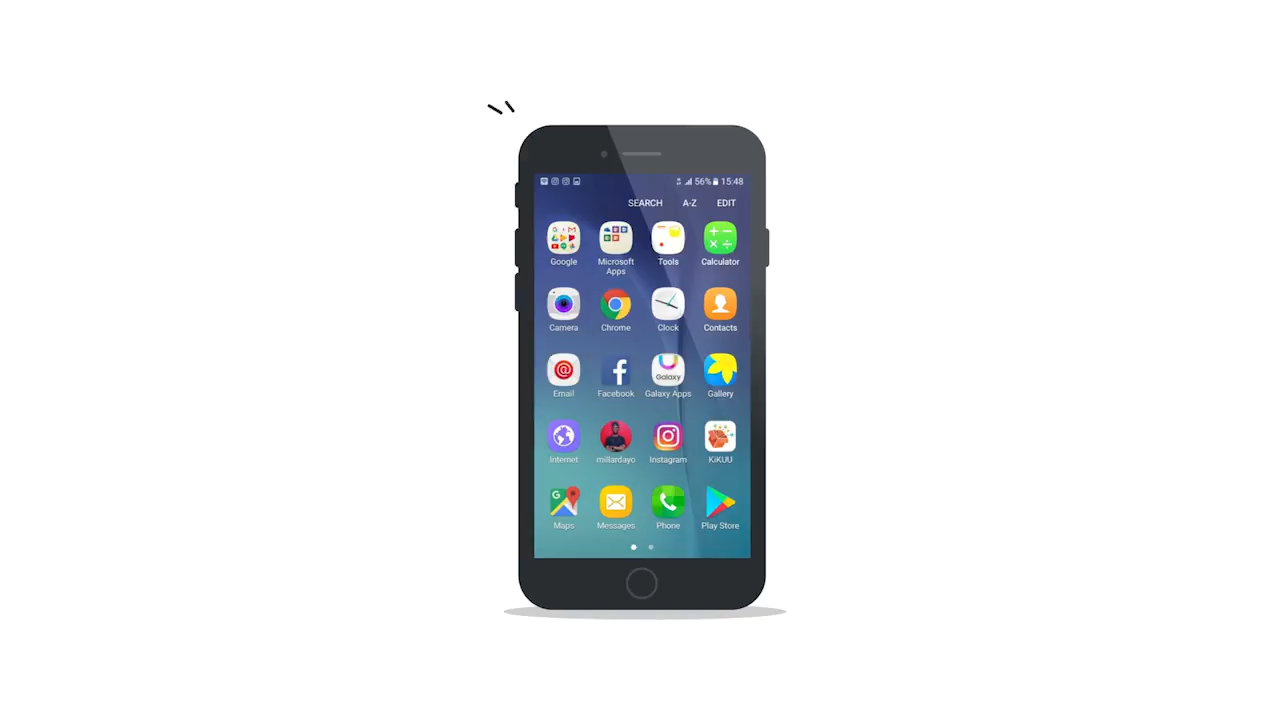 56% 15:48
SEARCH A-Z EDIT
Google Microsoft Apps Tools Calculator
Camera Chrome Clock Contacts
Galaxy
Email Facebook Galaxy Apps Gallery
Internet millardayo Instagram KiKUU
G
Maps Messages Phone Play Store